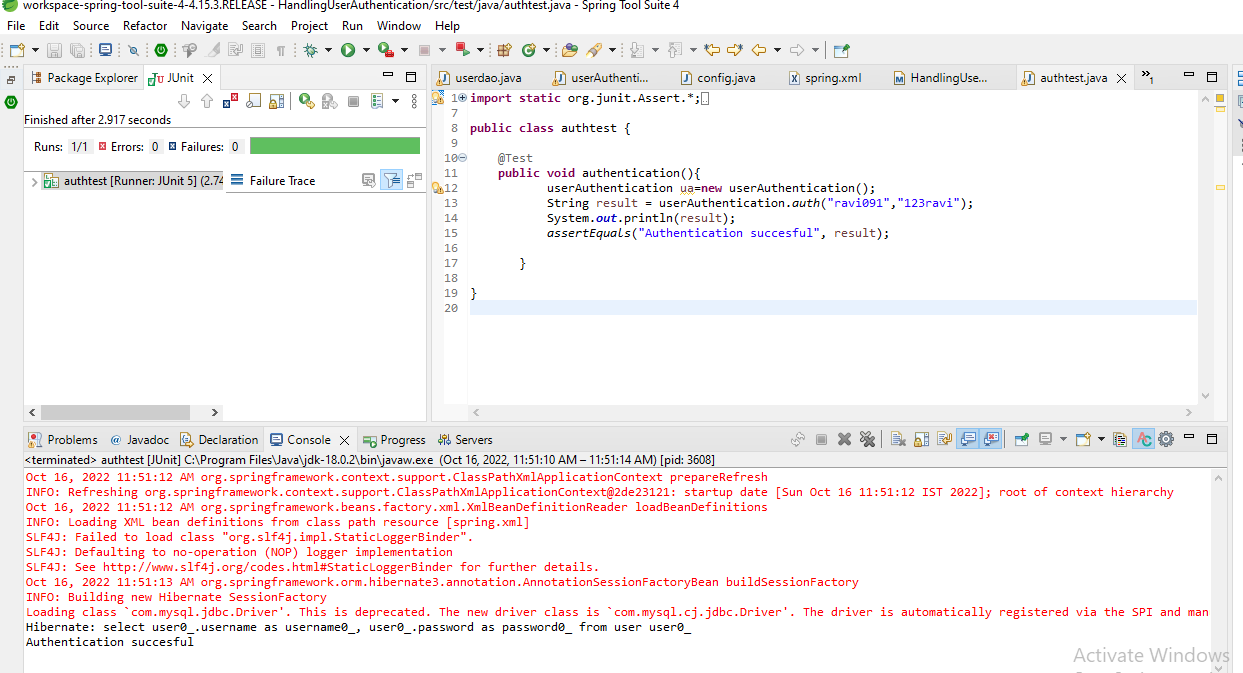 workspace-spring-tool-suite-4-4.15.3.RELEASE - HandlingUserAuthentication/src/test/java/authtest.java - Spring Tool Suite 4
File Edit Source Refactor Navigate Search Project Run Window Help
Package Explorer JUnit
Finished after 2.917 seconds
Runs: 1/1 Errors: 0 Failures: 0
authtest [Runner: JUnit 5] (2.74
Failure Trace
userdao.java userAuthenti... config.java spring.xml HandlingUse... authtest.java »1
1 import static org.junit.Assert.*;
7
8 public class authtest {
9
10 @Test
11 public void authentication(){
12 userAuthentication ua=new userAuthentication();
13 String result = userAuthentication.auth("ravi091","123ravi");
14 System.out.println(result);
15 assertEquals("Authentication succesful", result);
16
17 }
18
19 }
20
Problems @ Javadoc Declaration Console Progress Servers
<terminated> authtest [JUnit] C:\Program Files\Java\jdk-18.0.2\bin\javaw.exe (Oct 16, 2022, 11:51:10 AM – 11:51:14 AM) [pid: 3608]
Oct 16, 2022 11:51:12 AM org.springframework.context.support.ClassPathXmlApplicationContext prepareRefresh
INFO: Refreshing org.springframework.context.support.ClassPathXmlApplicationContext@2de23121: startup date [Sun Oct 16 11:51:12 IST 2022]; root of context hierarchy
Oct 16, 2022 11:51:12 AM org.springframework.beans.factory.xml.XmlBeanDefinitionReader loadBeanDefinitions
INFO: Loading XML bean definitions from class path resource [spring.xml]
SLF4J: Failed to load class "org.slf4j.impl.StaticLoggerBinder".
SLF4J: Defaulting to no-operation (NOP) logger implementation
SLF4J: See http://www.slf4j.org/codes.html#StaticLoggerBinder for further details.
Oct 16, 2022 11:51:13 AM org.springframework.orm.hibernate3.annotation.AnnotationSessionFactoryBean buildSessionFactory
INFO: Building new Hibernate SessionFactory
Loading class `com.mysql.jdbc.Driver'. This is deprecated. The new driver class is `com.mysql.cj.jdbc.Driver'. The driver is automatically registered via the SPI and man
Hibernate: select user0_.username as username0_, user0_.password as password0_ from user user0_
Authentication succesful
Activate Windows